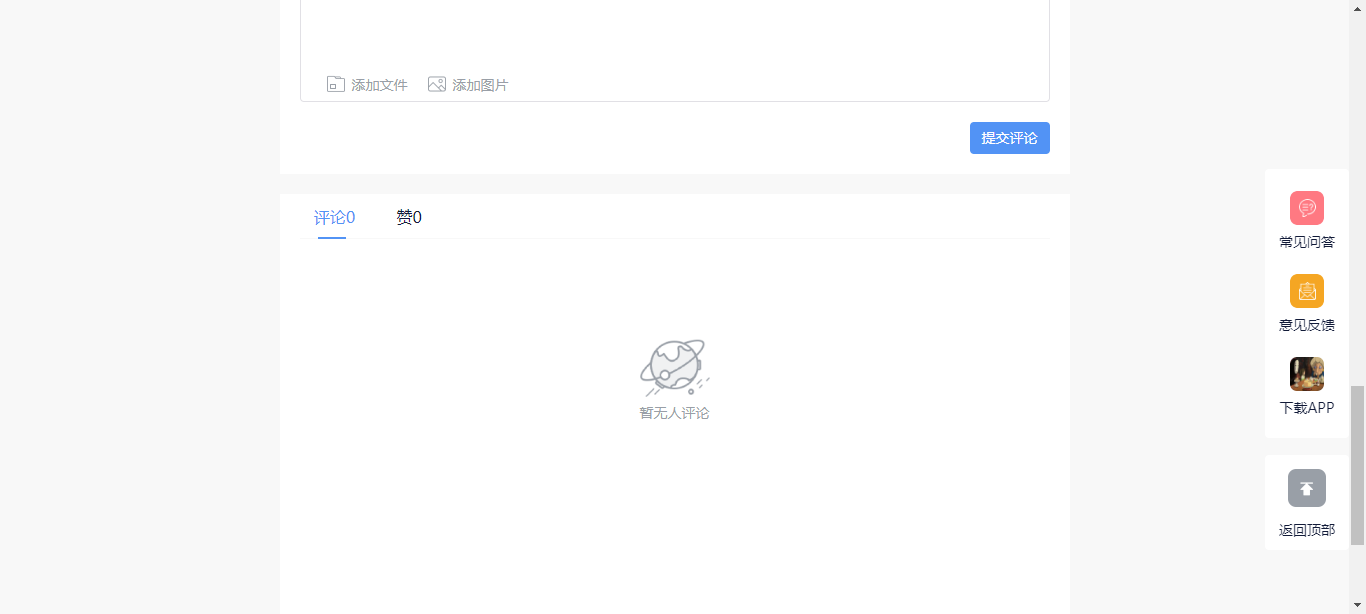 添加文件 添加图片
提交评论
评论0 赞0
暂无人评论
常见问答
意见反馈
下载APP
返回顶部